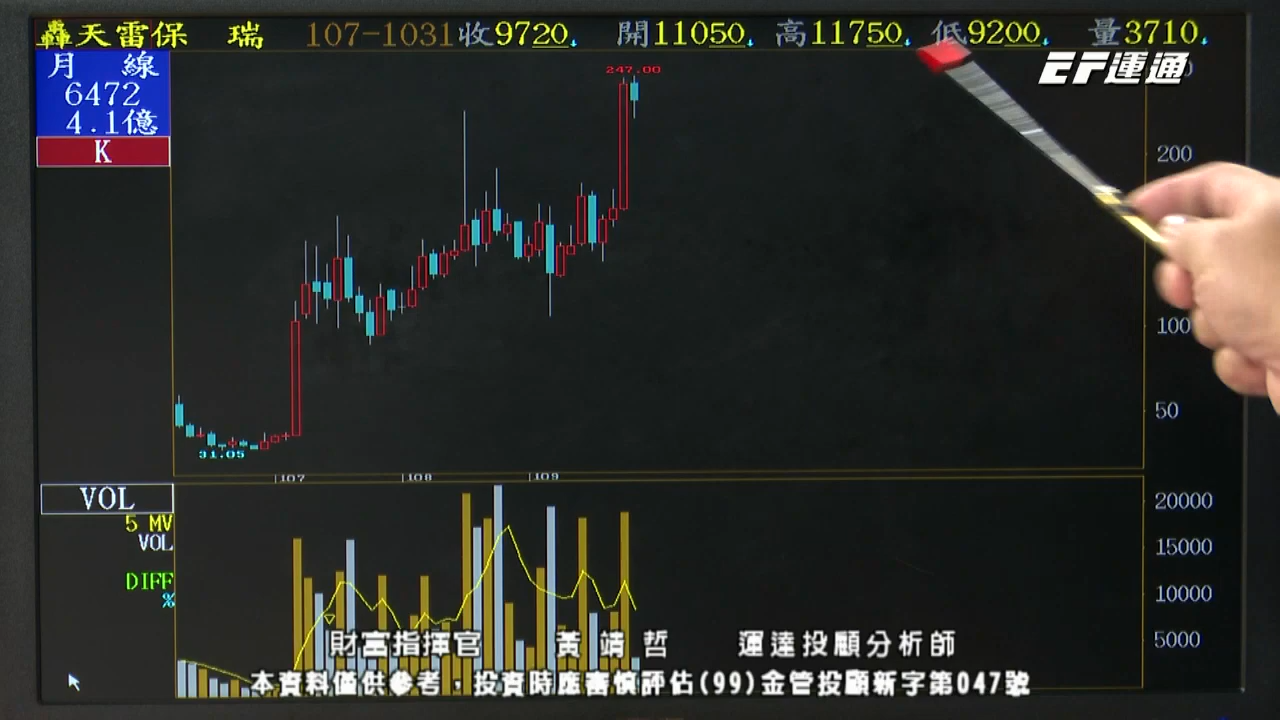 轟天雷保 瑞 107-1031收9720↓ 開11050↓ 高11750↓ 低9200↓ 量3710↓
EF運通
月 線
6472
4.1億
K
247.00
200
100
50
31.05
107 108 109
VOL
5 MV
VOL
DIFF
%
20000
15000
10000
5000
財富指揮官 黃靖哲 運達投顧分析師
本資料僅供參考，投資時應審慎評估(99)金管投顧新字第047號